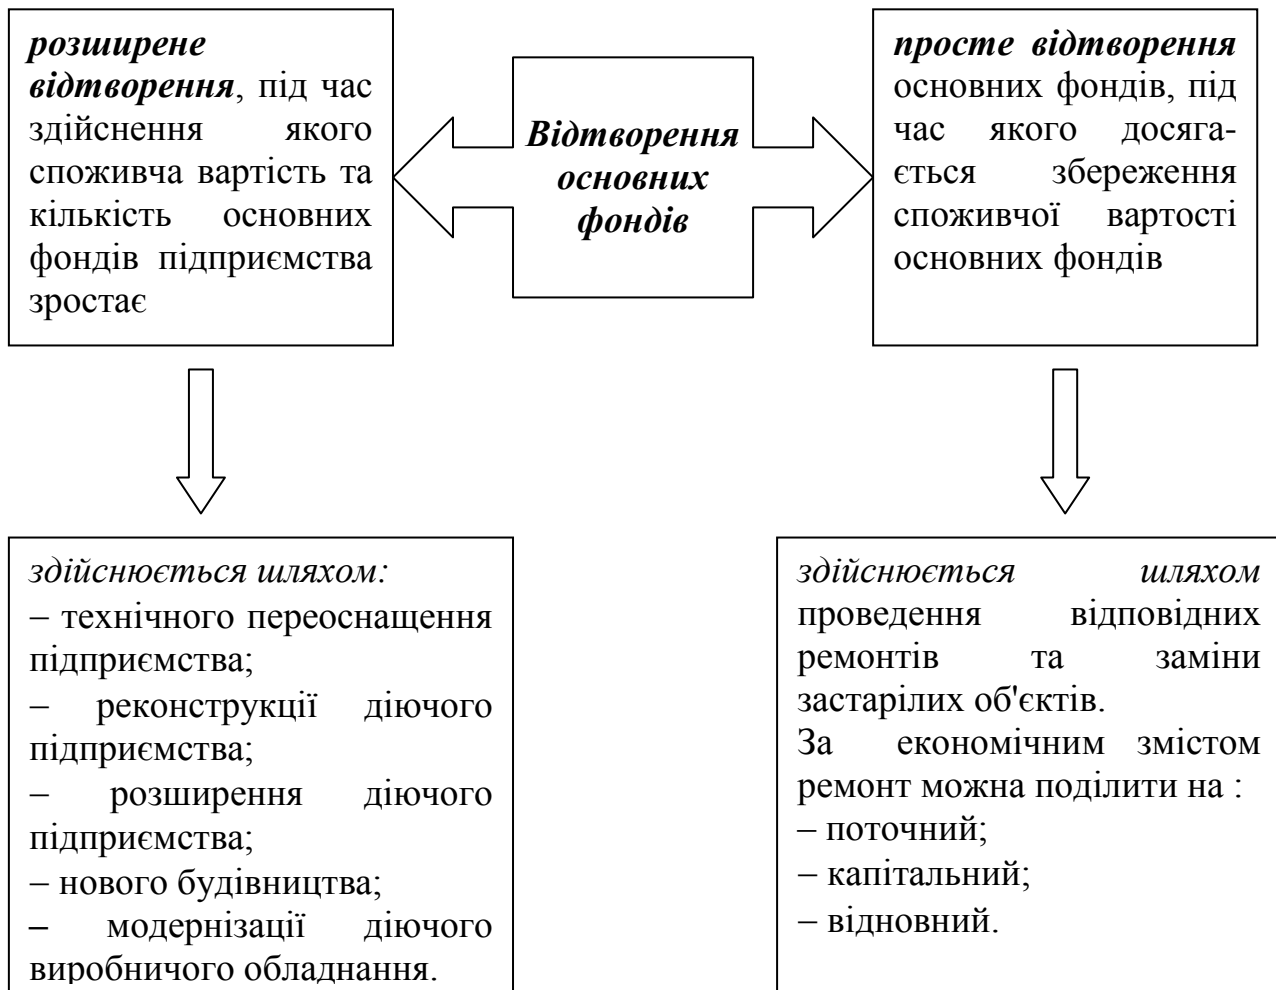 розширене
відтворення, під час
здійснення якого
споживча вартість та
кількість основних
фондів підприємства
зростає
Відтворення
основних
фондів
просте відтворення
основних фондів, під
час якого досяга-
ється збереження
споживчої вартості
основних фондів
здійснюється шляхом:
– технічного переоснащення
підприємства;
– реконструкції діючого
підприємства;
– розширення діючого
підприємства;
– нового будівництва;
– модернізації діючого
виробничого обладнання.
здійснюється шляхом
проведення відповідних
ремонтів та заміни
застарілих об'єктів.
За економічним змістом
ремонт можна поділити на :
– поточний;
– капітальний;
– відновний.